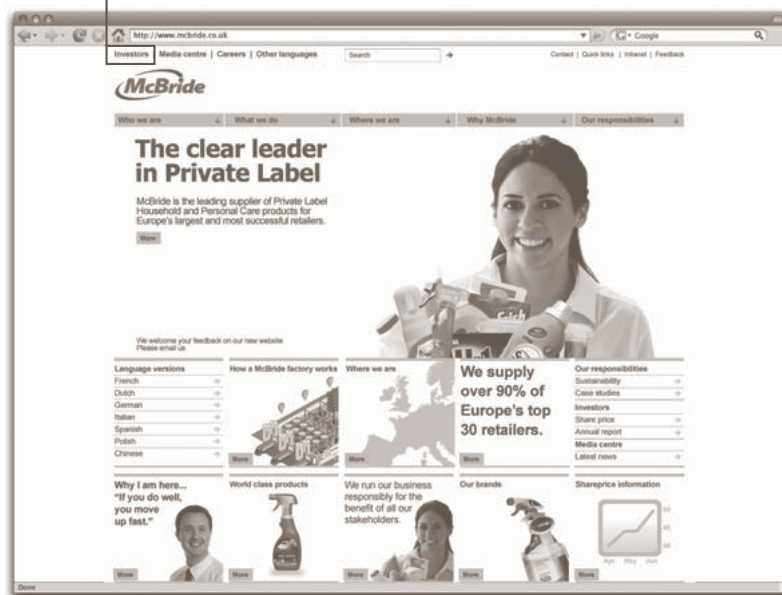 http://www.mcbride.co.uk
Google
Investors | Media centre | Careers | Other languages
Search
Contact | Quick links | Intranet | Feedback
McBride
Who we are
What we do
Where we are
Why McBride
Our responsibilities
The clear leader
in Private Label
McBride is the leading supplier of Private Label
Household and Personal Care products for
Europe's largest and most successful retailers.
More
We welcome your feedback on our new website
Please email us
Language versions
French
Dutch
German
Italian
Spanish
Polish
Chinese
How a McBride factory works
More
Where we are
More
We supply
over 90% of
Europe's top
30 retailers.
More
Our responsibilities
Sustainability
Case studies
Investors
Share price
Annual report
Media centre
Latest news
Why I am here...
"If you do well,
you move
up fast."
More
World class products
More
We run our business
responsibly for the
benefit of all our
stakeholders.
More
Our brands
More
Shareprice information
Apr May Jun
More
Done